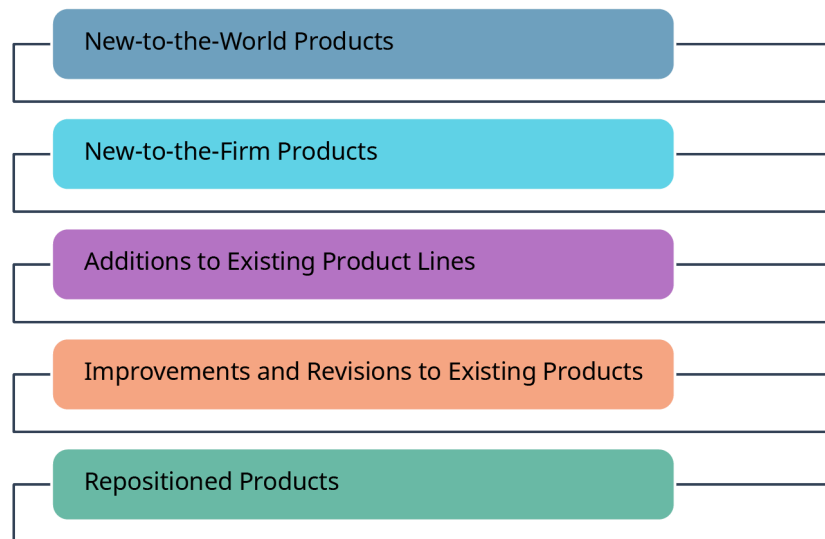 New-to-the-World Products
New-to-the-Firm Products
Additions to Existing Product Lines
Improvements and Revisions to Existing Products
Repositioned Products